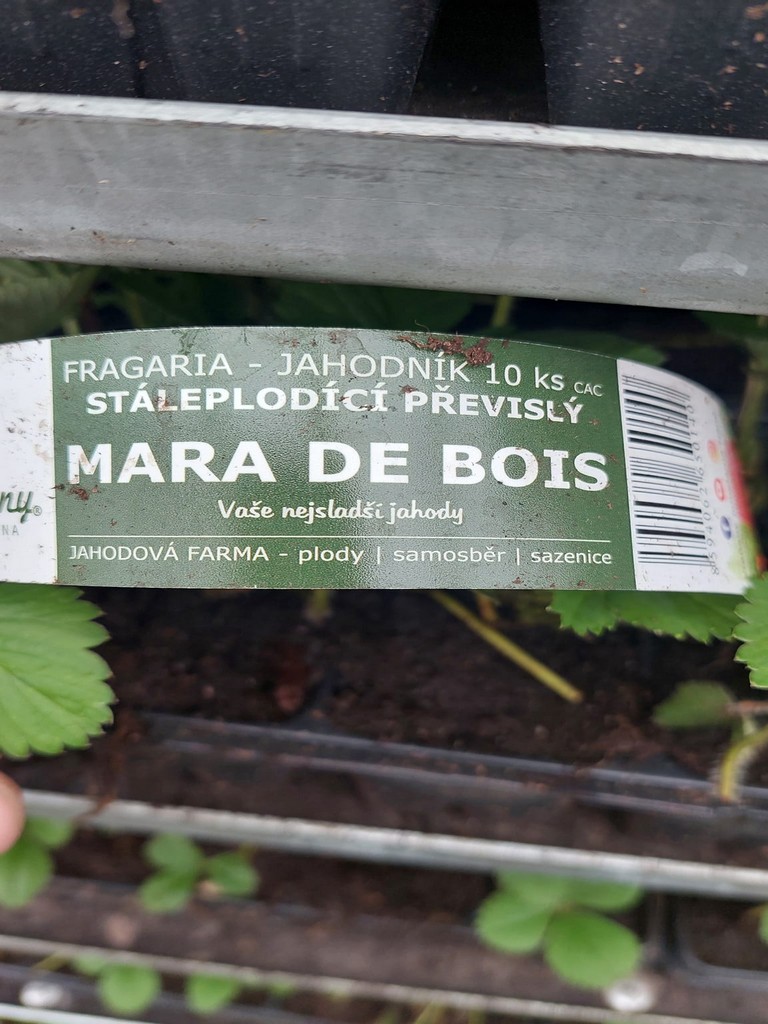 FRAGARIA - JAHODNÍK 10 ks CAC
STÁLEPLODÍCÍ PŘEVISLÝ
MARA DE BOIS
Vaše nejsladší jahody
JAHODOVÁ FARMA - plody | samosběr | sazenice